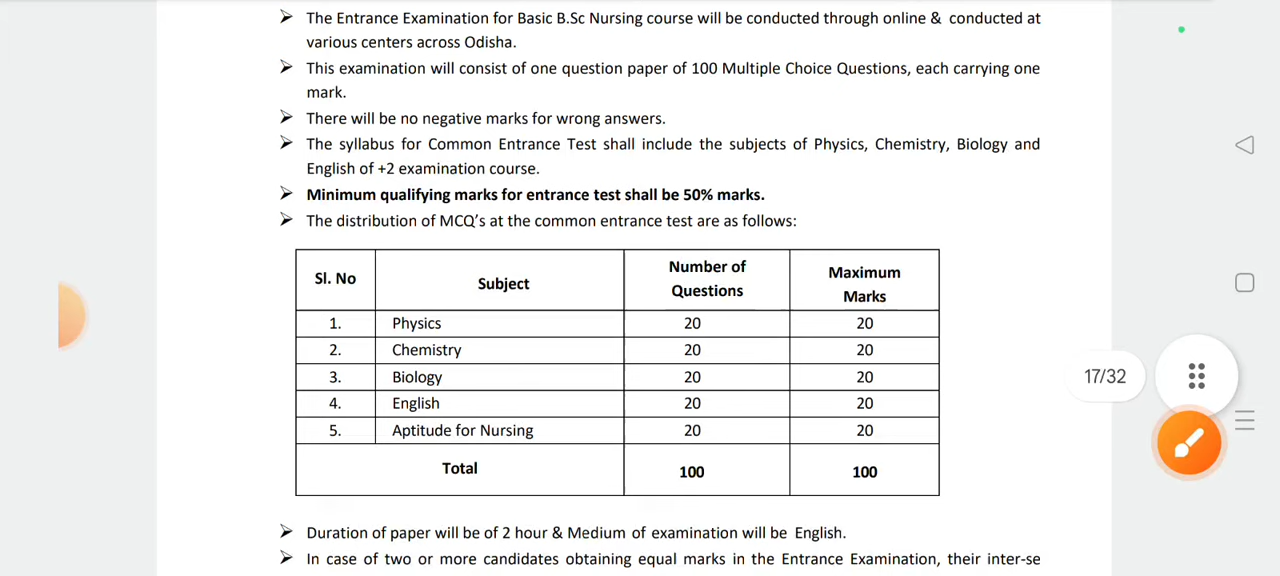 ➢ The Entrance Examination for Basic B.Sc Nursing course will be conducted through online & conducted at
various centers across Odisha.
➢ This examination will consist of one question paper of 100 Multiple Choice Questions, each carrying one
mark.
➢ There will be no negative marks for wrong answers.
➢ The syllabus for Common Entrance Test shall include the subjects of Physics, Chemistry, Biology and
English of +2 examination course.
➢ Minimum qualifying marks for entrance test shall be 50% marks.
➢ The distribution of MCQ's at the common entrance test are as follows:
Sl. No Subject Number of Questions Maximum Marks
1. Physics 20 20
2. Chemistry 20 20
3. Biology 20 20
4. English 20 20
5. Aptitude for Nursing 20 20
Total 100 100
17/32
➢ Duration of paper will be of 2 hour & Medium of examination will be English.
➢ In case of two or more candidates obtaining equal marks in the Entrance Examination, their inter-se